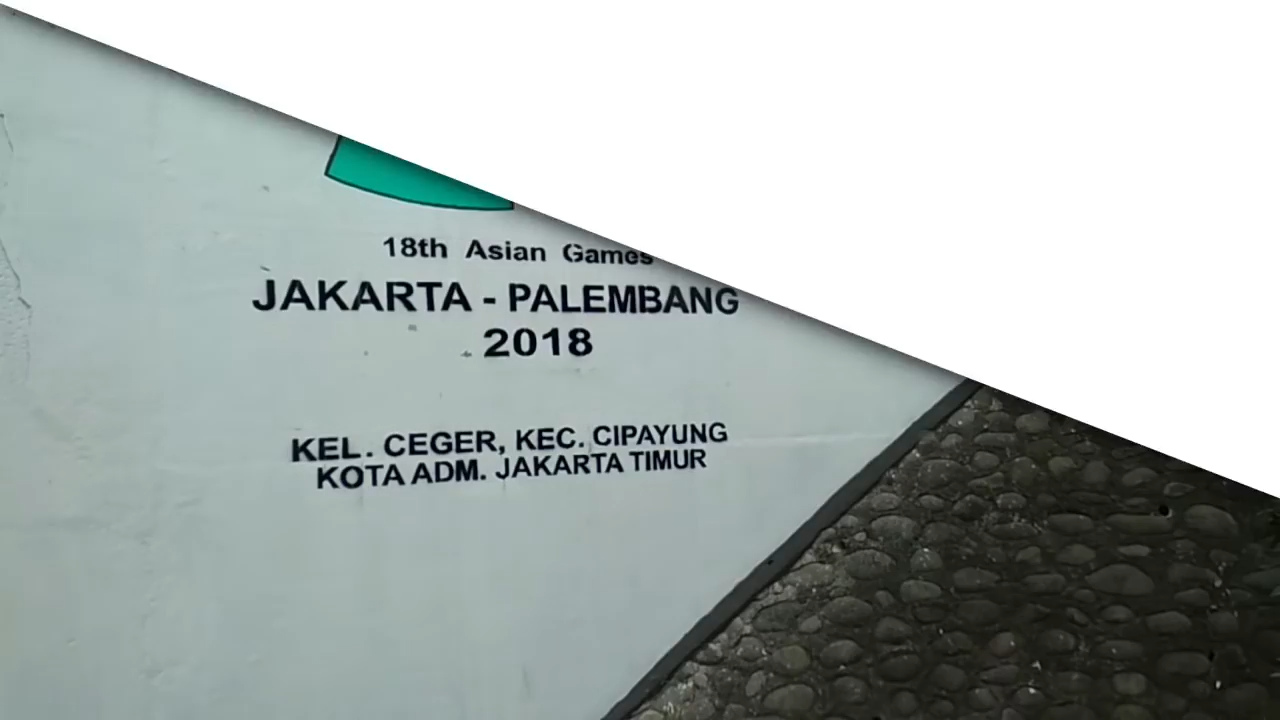 18th Asian Games
JAKARTA - PALEMBANG
2018
KEL. CEGER, KEC. CIPAYUNG
KOTA ADM. JAKARTA TIMUR